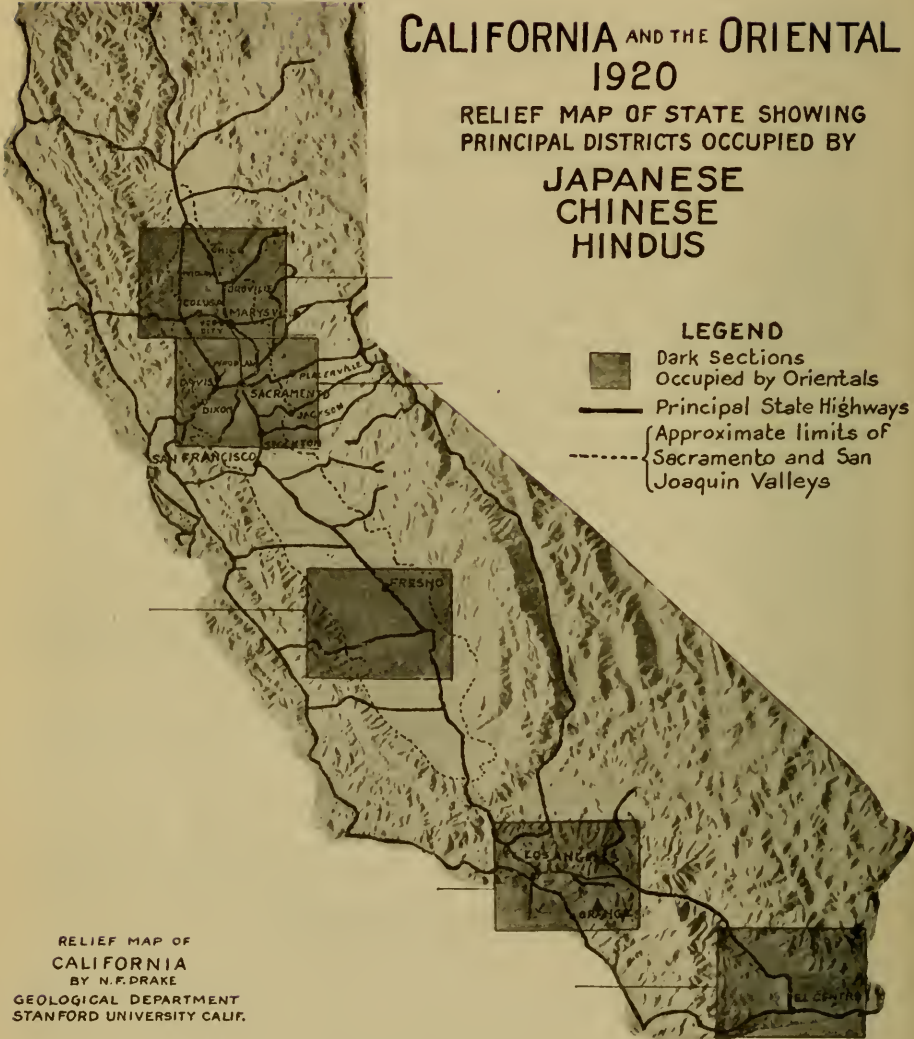 CALIFORNIA AND THE ORIENTAL
1920
RELIEF MAP OF STATE SHOWING
PRINCIPAL DISTRICTS OCCUPIED BY
JAPANESE
CHINESE
HINDUS
LEGEND
Dark Sections
Occupied by Orientals
Principal State Highways
Approximate limits of
Sacramento and San
Joaquin Valleys
CHICO
OROVILLE
COLUSA
MARYSV
CITY
PLACERVILLE
DAVIS
SACRAMENTO
DIXON
JACKSON
STOCKTON
SAN FRANCISCO
FRESNO
LOS ANGELES
ORANGE
EL CENTRO
RELIEF MAP OF
CALIFORNIA
BY N.F. DRAKE
GEOLOGICAL DEPARTMENT
STANFORD UNIVERSITY CALIF.